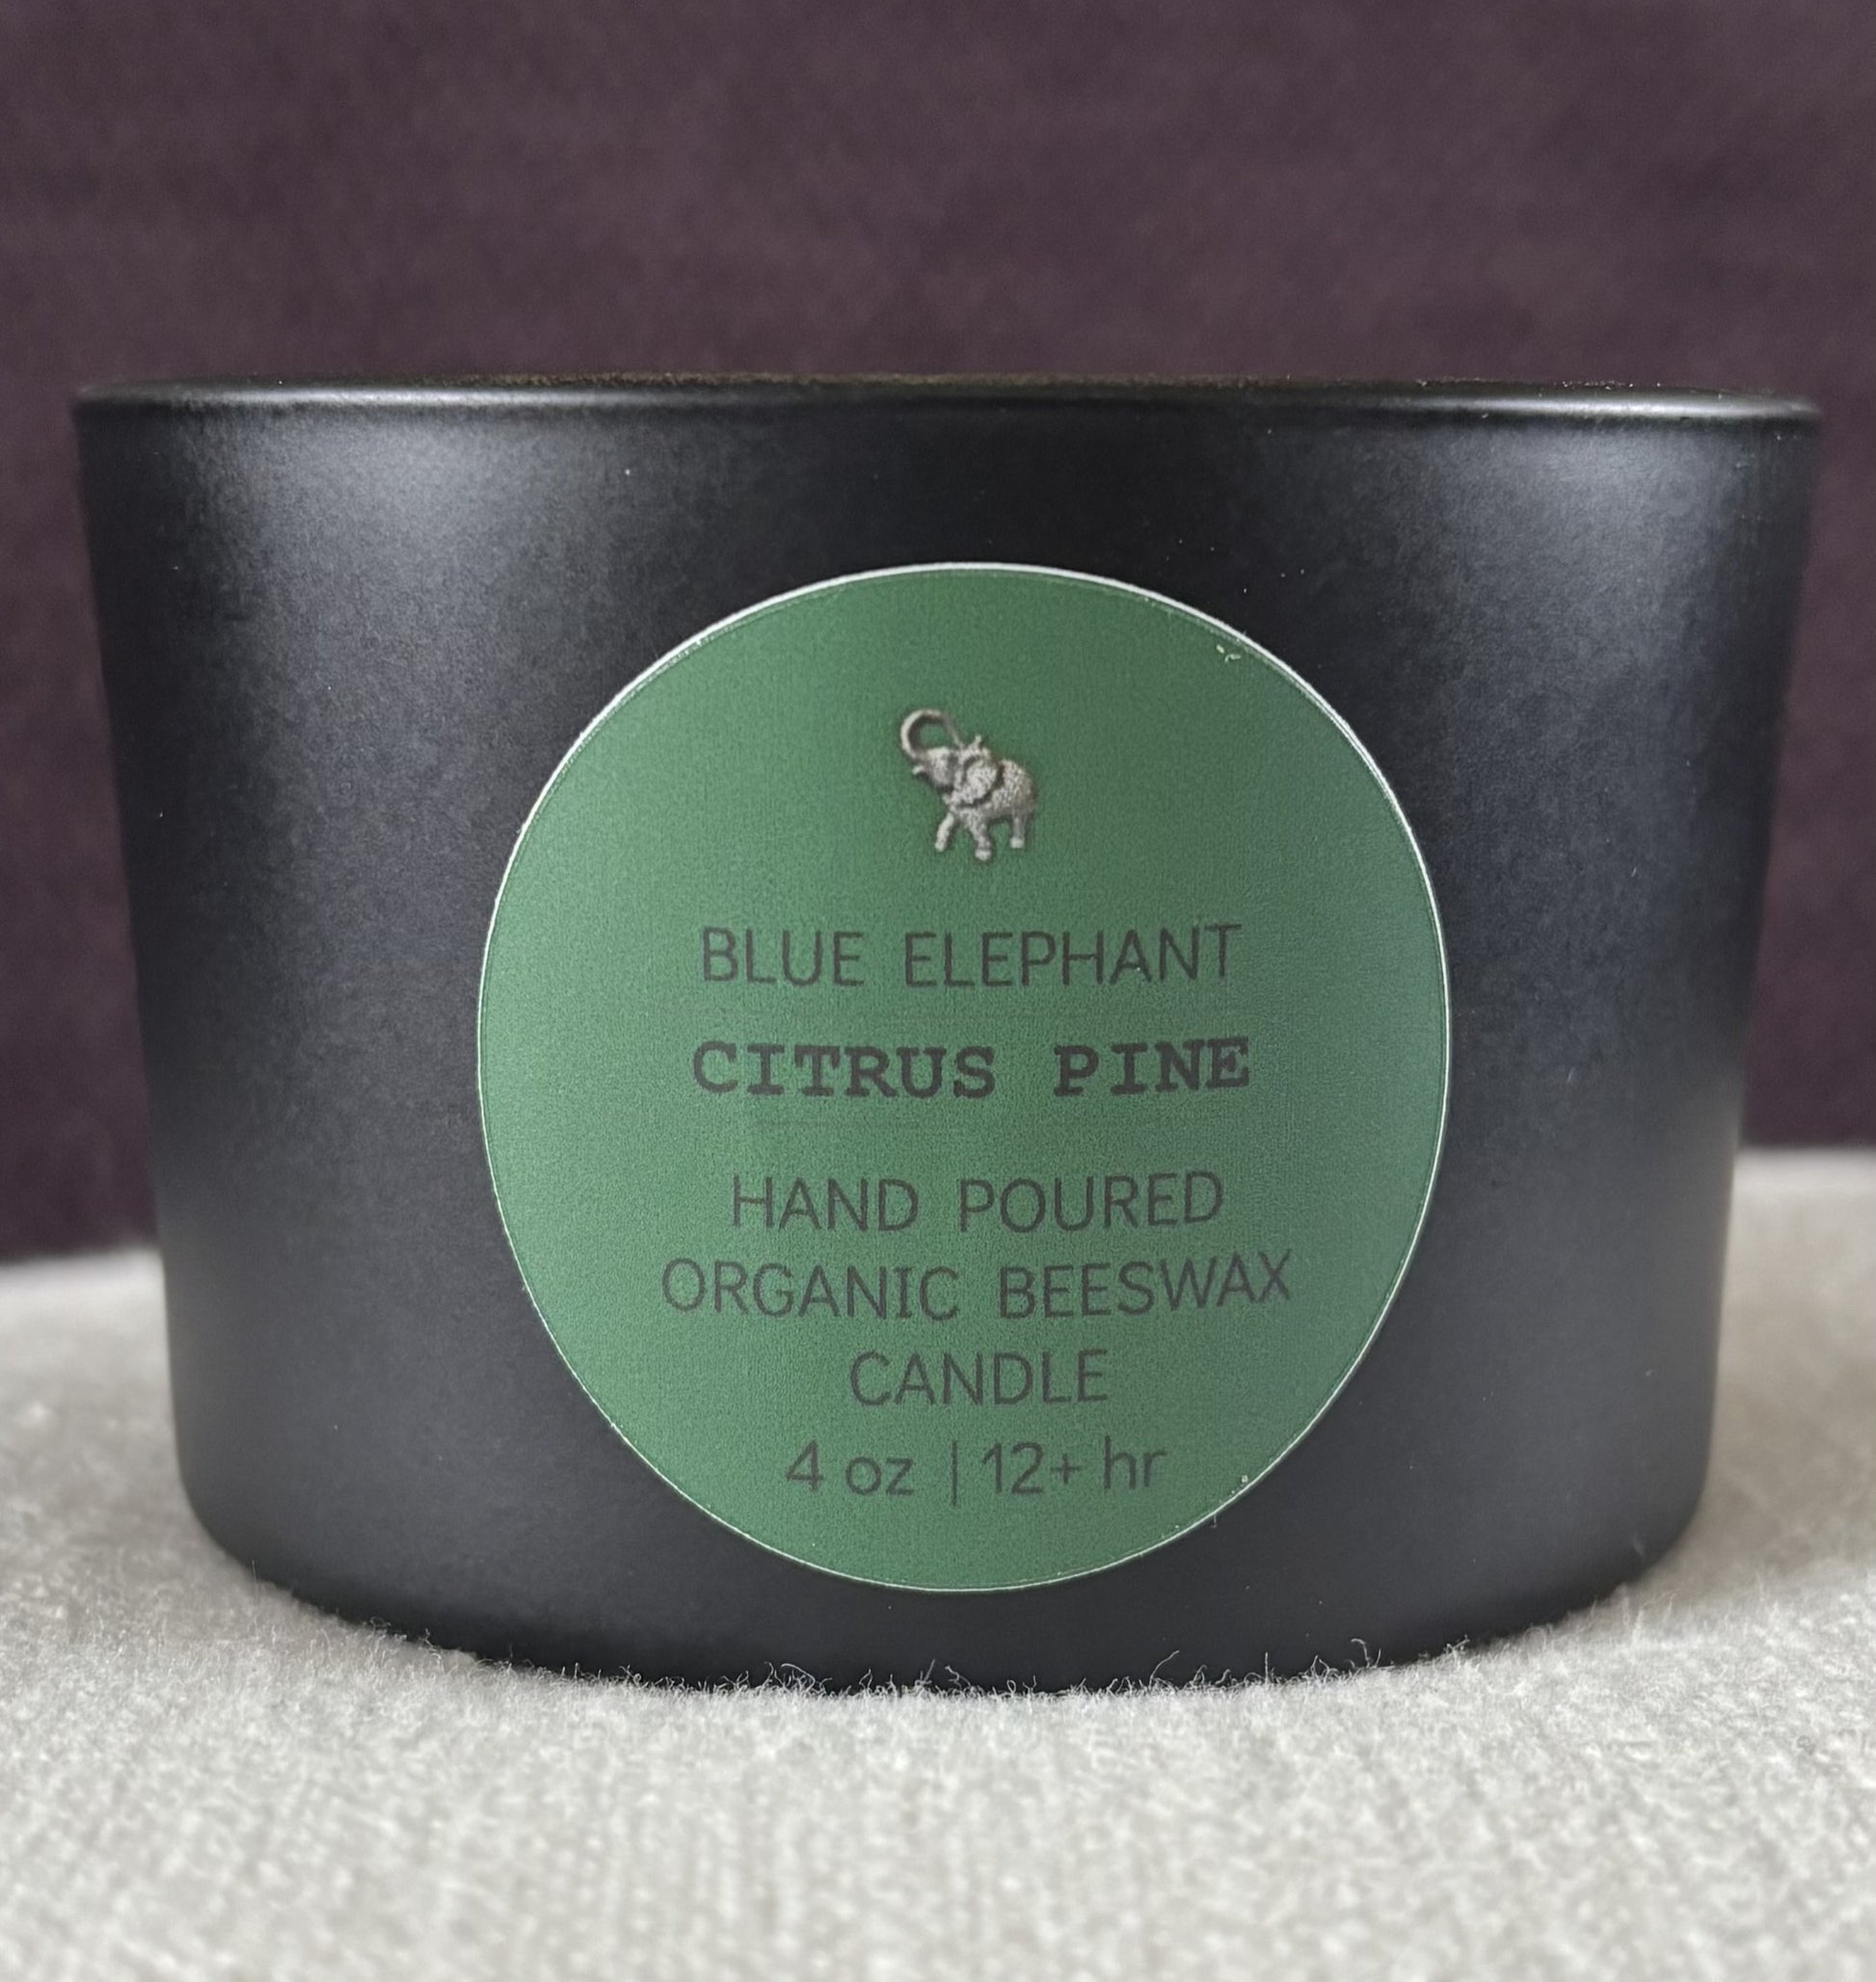 BLUE ELEPHANT
CITRUS PINE
HAND POURED
ORGANIC BEESWAX
CANDLE
4 oz | 12+ hr